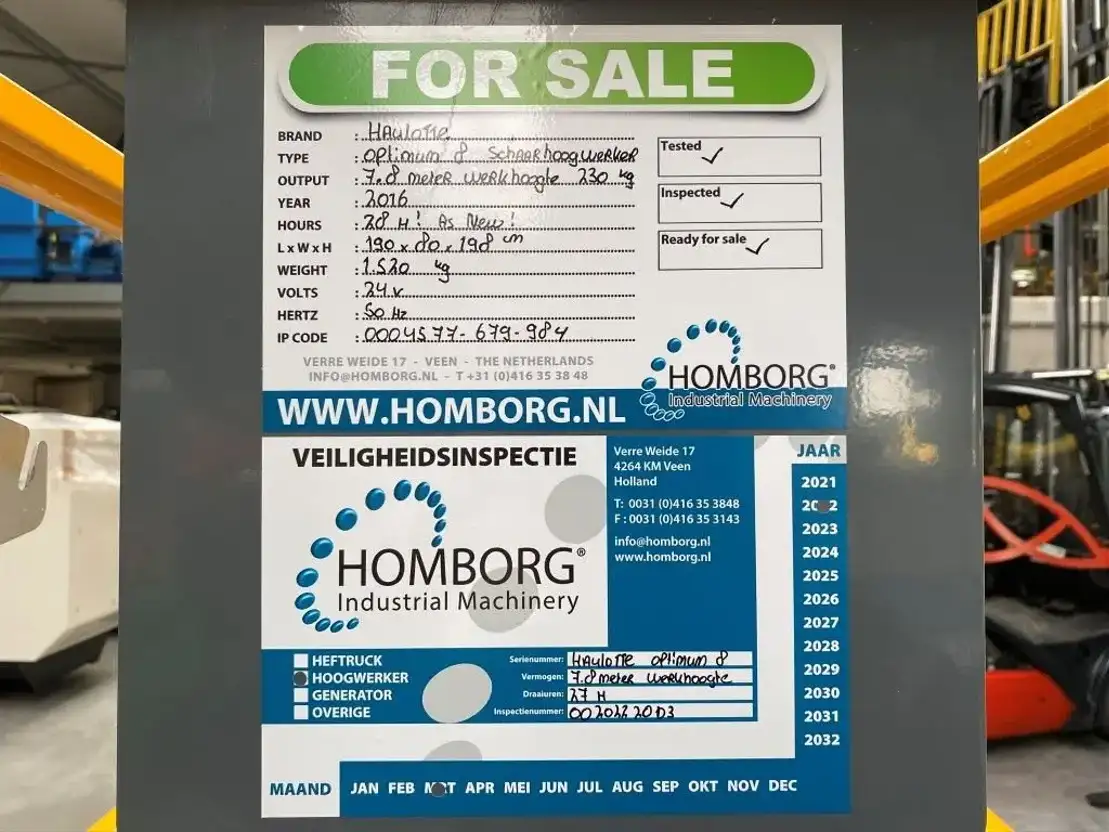 FOR SALE
BRAND : HAulotte
TYPE : Optimum 8 Schaarhoogwerker
OUTPUT : 7.8 meter werkhoogte 230 kg
YEAR : 2016
HOURS : 28 H! As New!
L x W x H : 190 x 80 x 198 cm
WEIGHT : 1.520 kg
VOLTS : 24 v
HERTZ : 50 Hz
IP CODE : 0004577-679-984
Tested ✓
Inspected ✓
Ready for sale ✓
VERRE WEIDE 17 - VEEN - THE NETHERLANDS
INFO@HOMBORG.NL - T +31 (0)416 35 38 48
HOMBORG®
Industrial Machinery
WWW.HOMBORG.NL
VEILIGHEIDSINSPECTIE
HOMBORG®
Industrial Machinery
Verre Weide 17
4264 KM Veen
Holland
T: 0031 (0)416 35 3848
F : 0031 (0)416 35 3143
info@homborg.nl
www.homborg.nl
JAAR
2021
2022
2023
2024
2025
2026
2027
2028
2029
2030
2031
2032
HEFTRUCK
HOOGWERKER
GENERATOR
OVERIGE
Serienummer: HAulotte optimum 8
Vermogen: 7.8 meter werkhoogte
Draaiuren: 27 H
Inspectienummer: 00202220D3
MAAND JAN FEB MRT APR MEI JUN JUL AUG SEP OKT NOV DEC